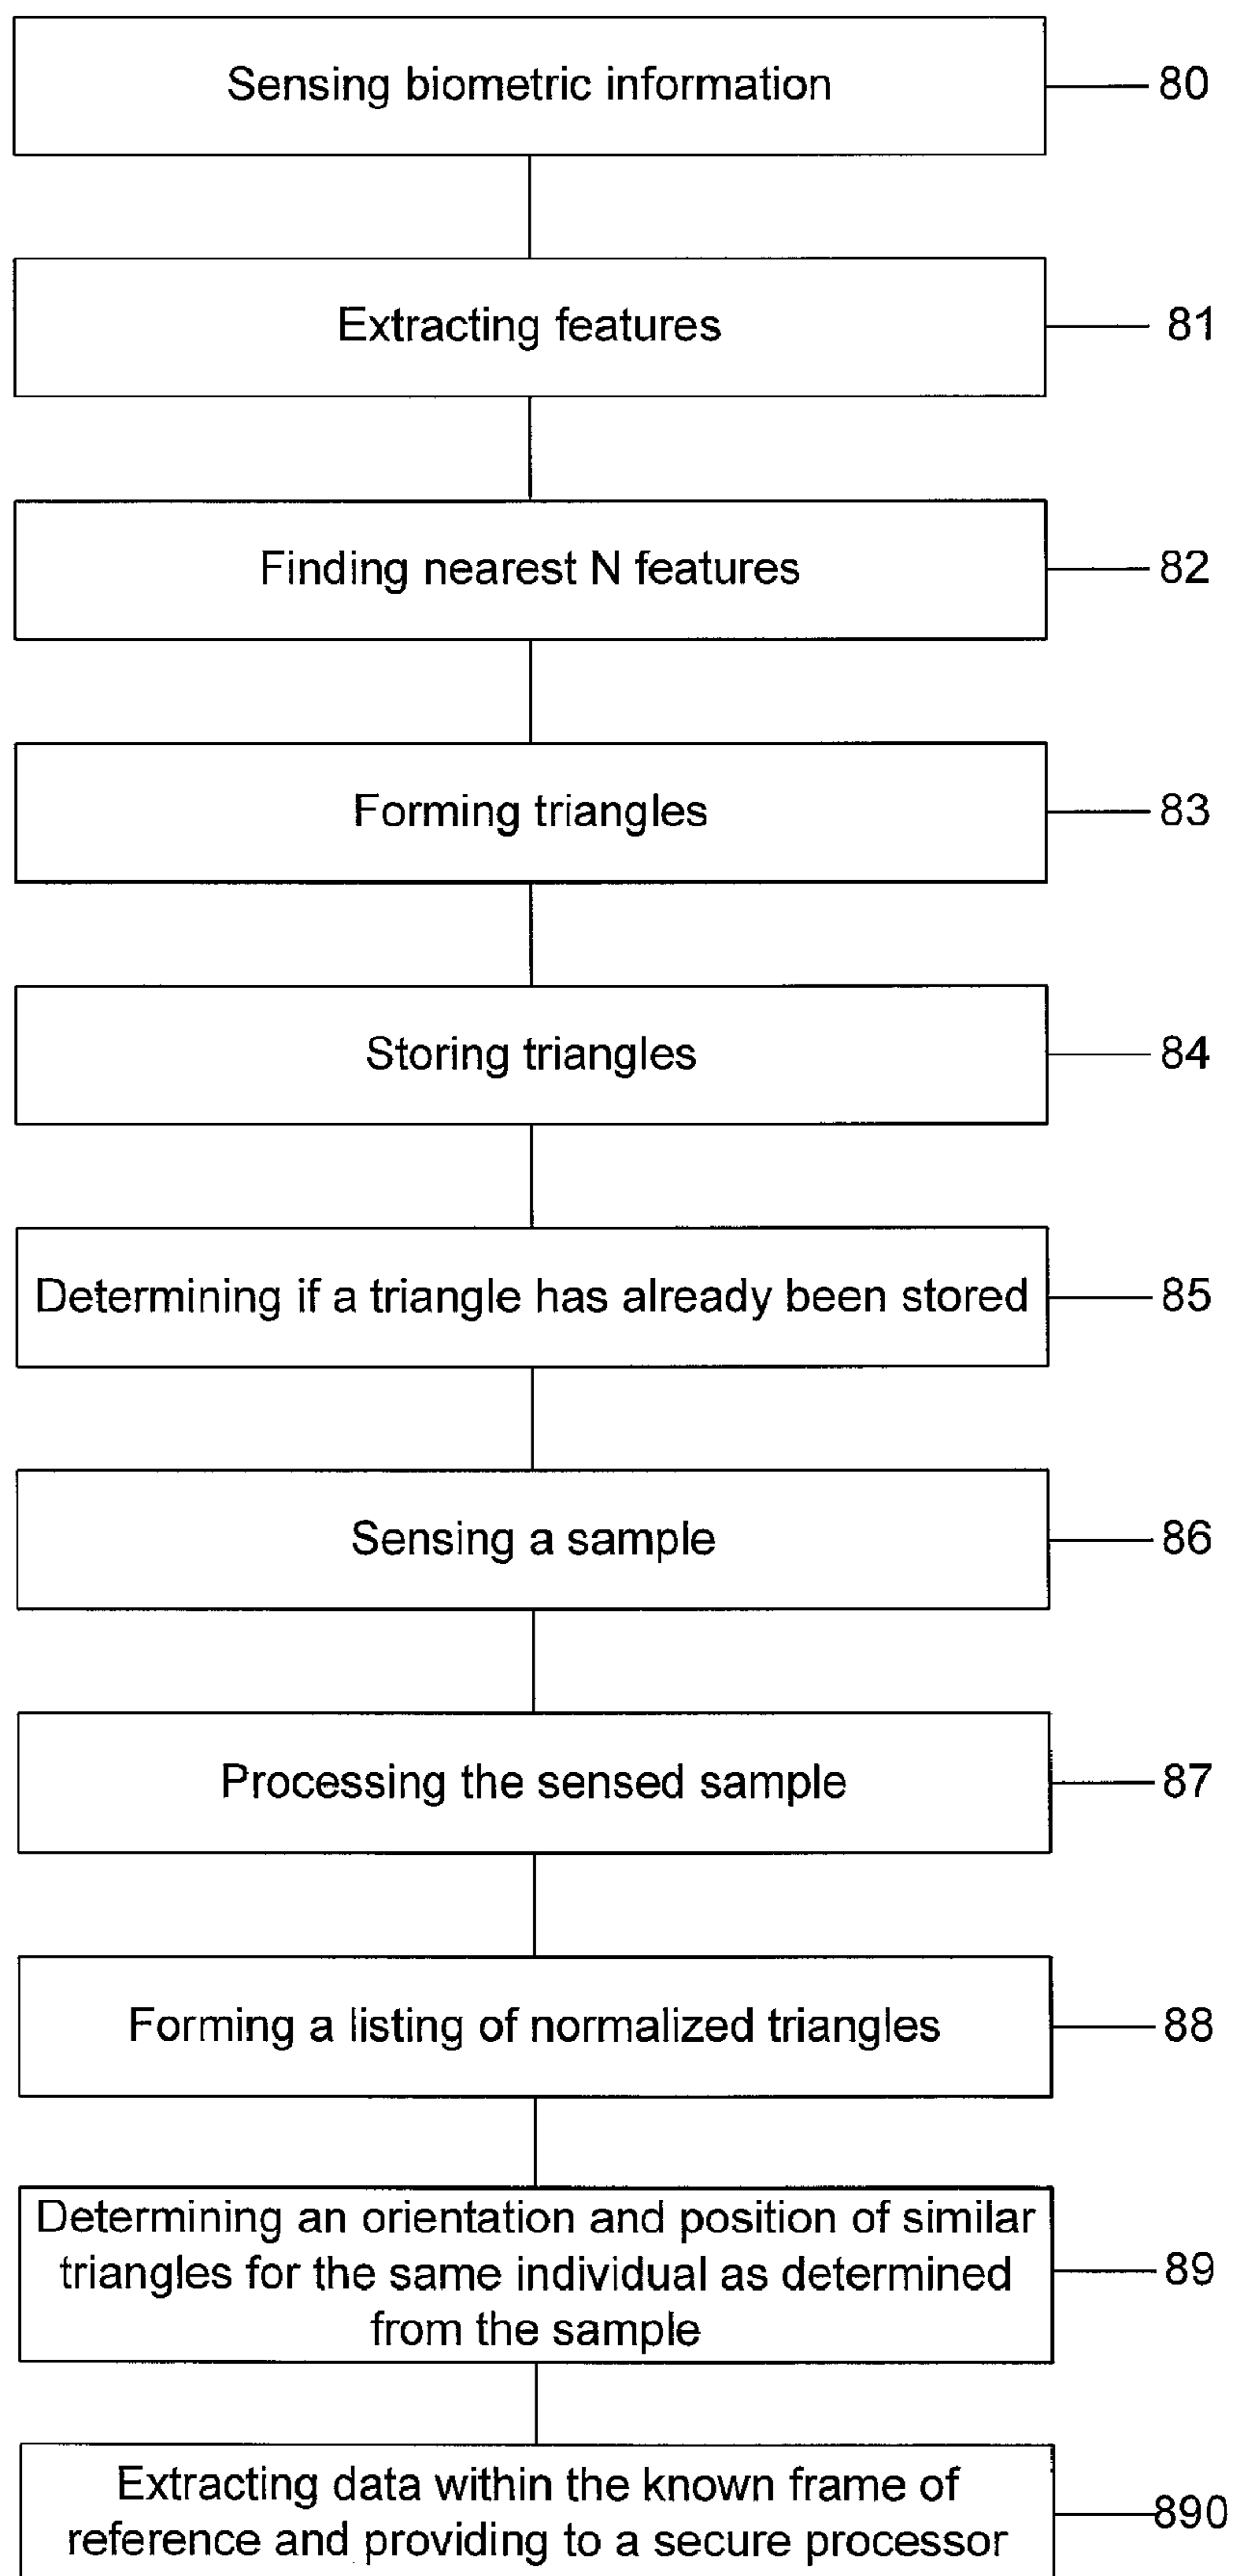 Sensing biometric information 80
Extracting features 81
Finding nearest N features 82
Forming triangles 83
Storing triangles 84
Determining if a triangle has already been stored 85
Sensing a sample 86
Processing the sensed sample 87
Forming a listing of normalized triangles 88
Determining an orientation and position of similar
triangles for the same individual as determined 89
from the sample
Extracting data within the known frame of
reference and providing to a secure processor 890